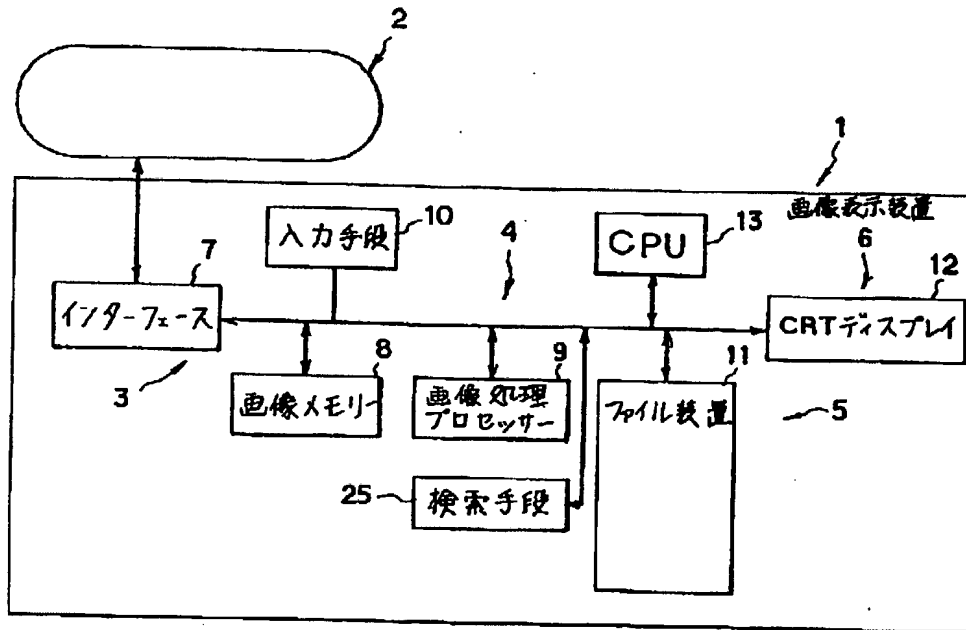 2
1
画像表示装置
10
入力手段
4
CPU
13
6
7
12
インターフェース
CRTディスプレイ
3
8
画像メモリー
9
画像処理
プロセッサー
11
ファイル装置
5
25
検索手段